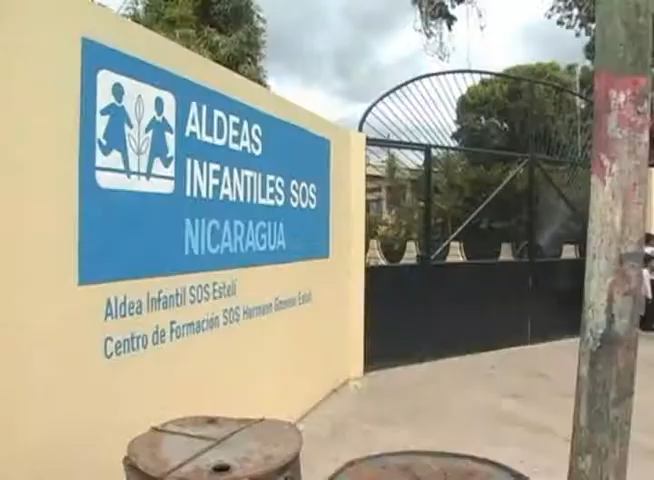 ALDEAS
INFANTILES SOS
NICARAGUA
Aldea Infantil SOS Estelí
Centro de Formación SOS Hermann Gmeiner Estelí